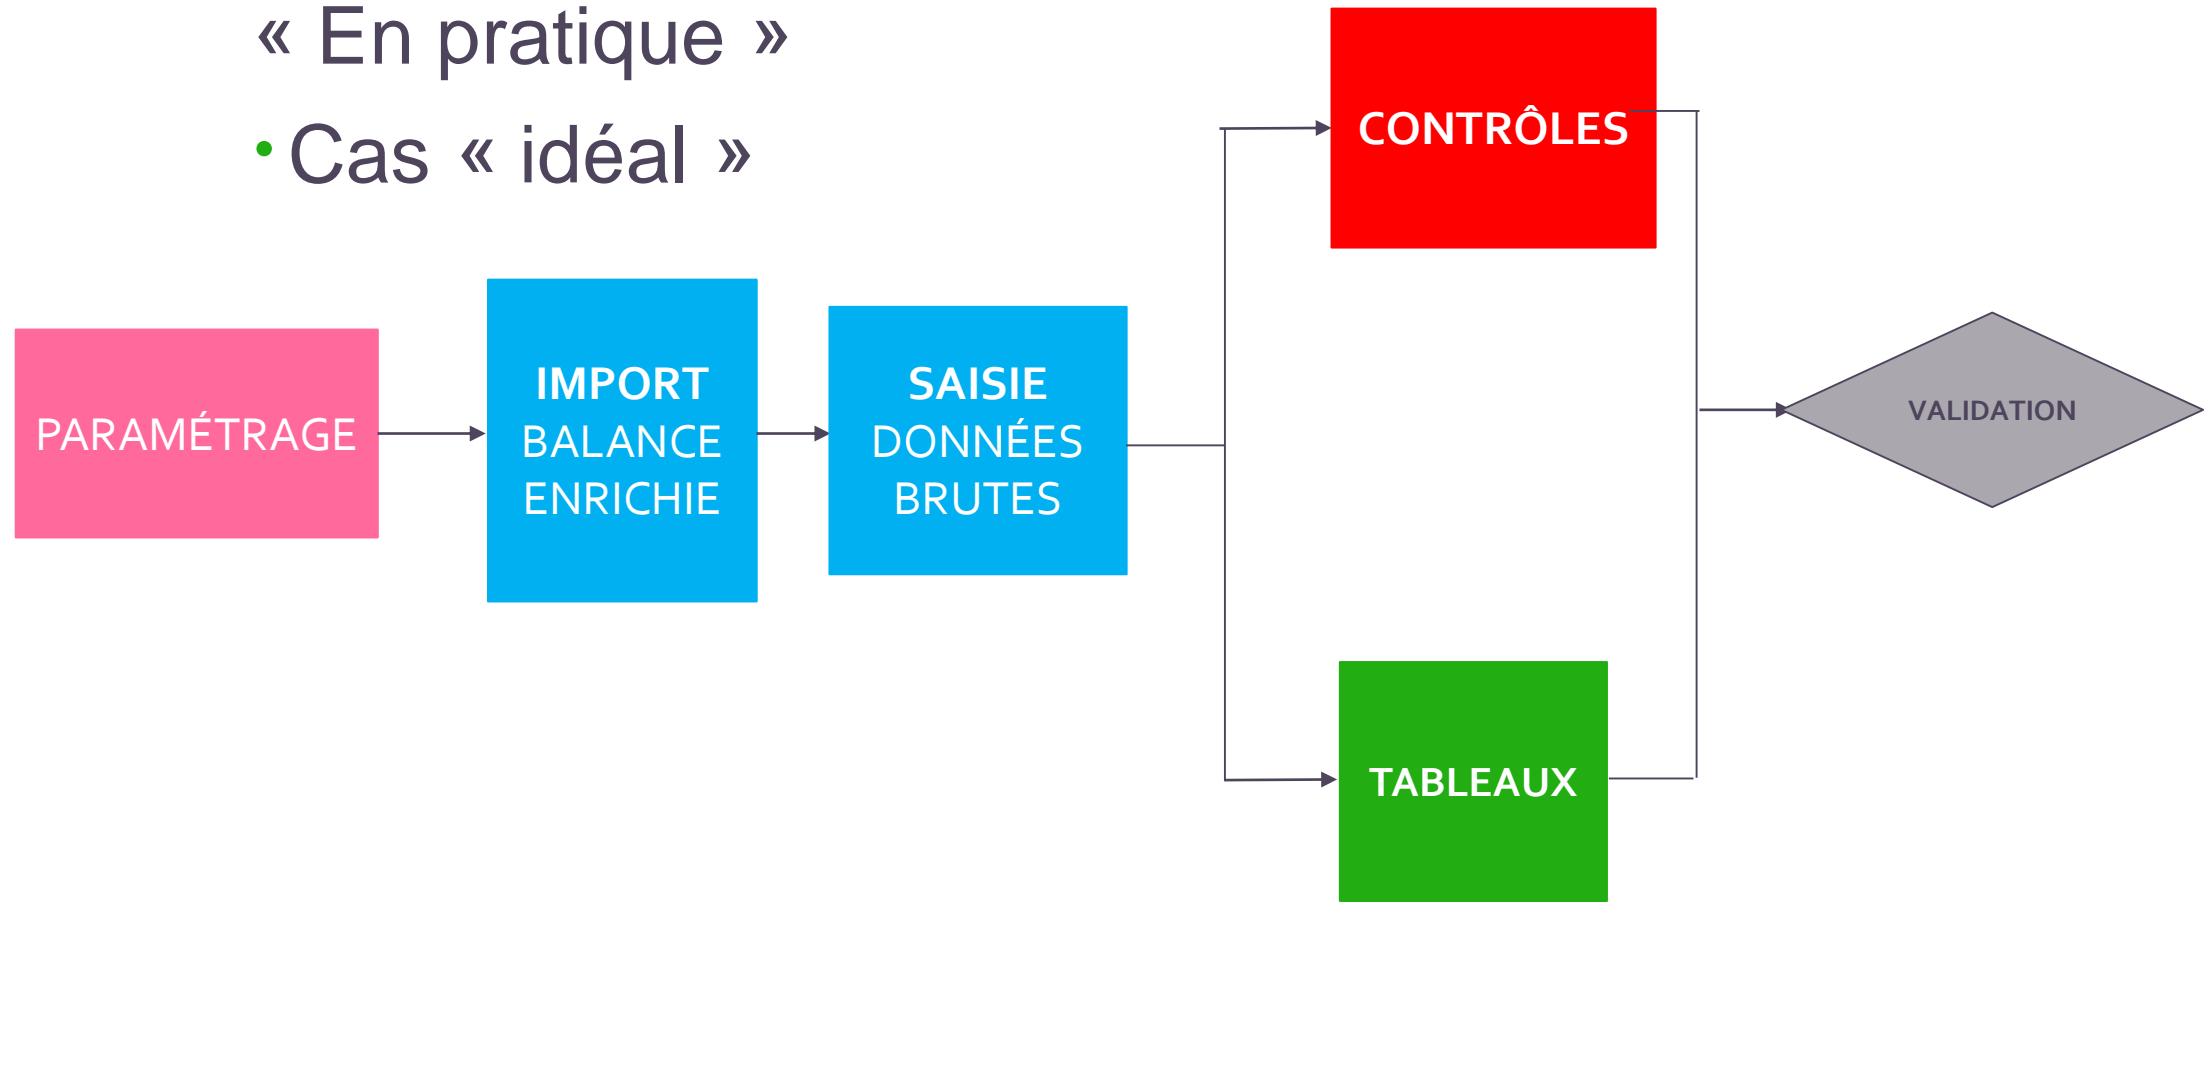 « En pratique »
• Cas « idéal »
PARAMÉTRAGE
IMPORT
BALANCE
ENRICHIE
SAISIE
DONNÉES
BRUTES
CONTRÔLES
TABLEAUX
VALIDATION